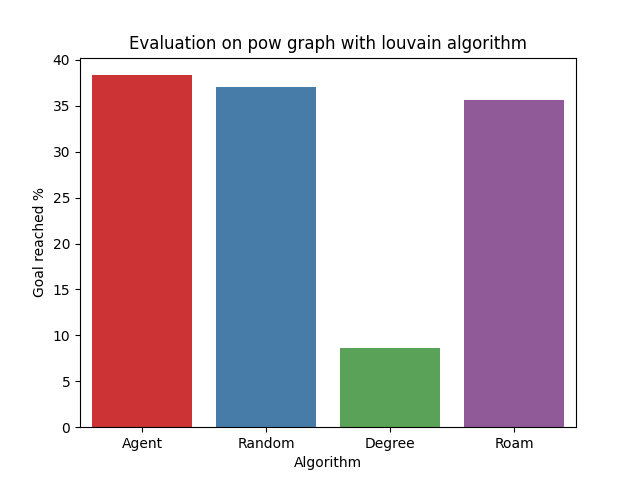 Evaluation on pow graph with louvain algorithm
40
35
30
25
20
15
10
5
0
Goal reached %
Agent Random Degree Roam
Algorithm